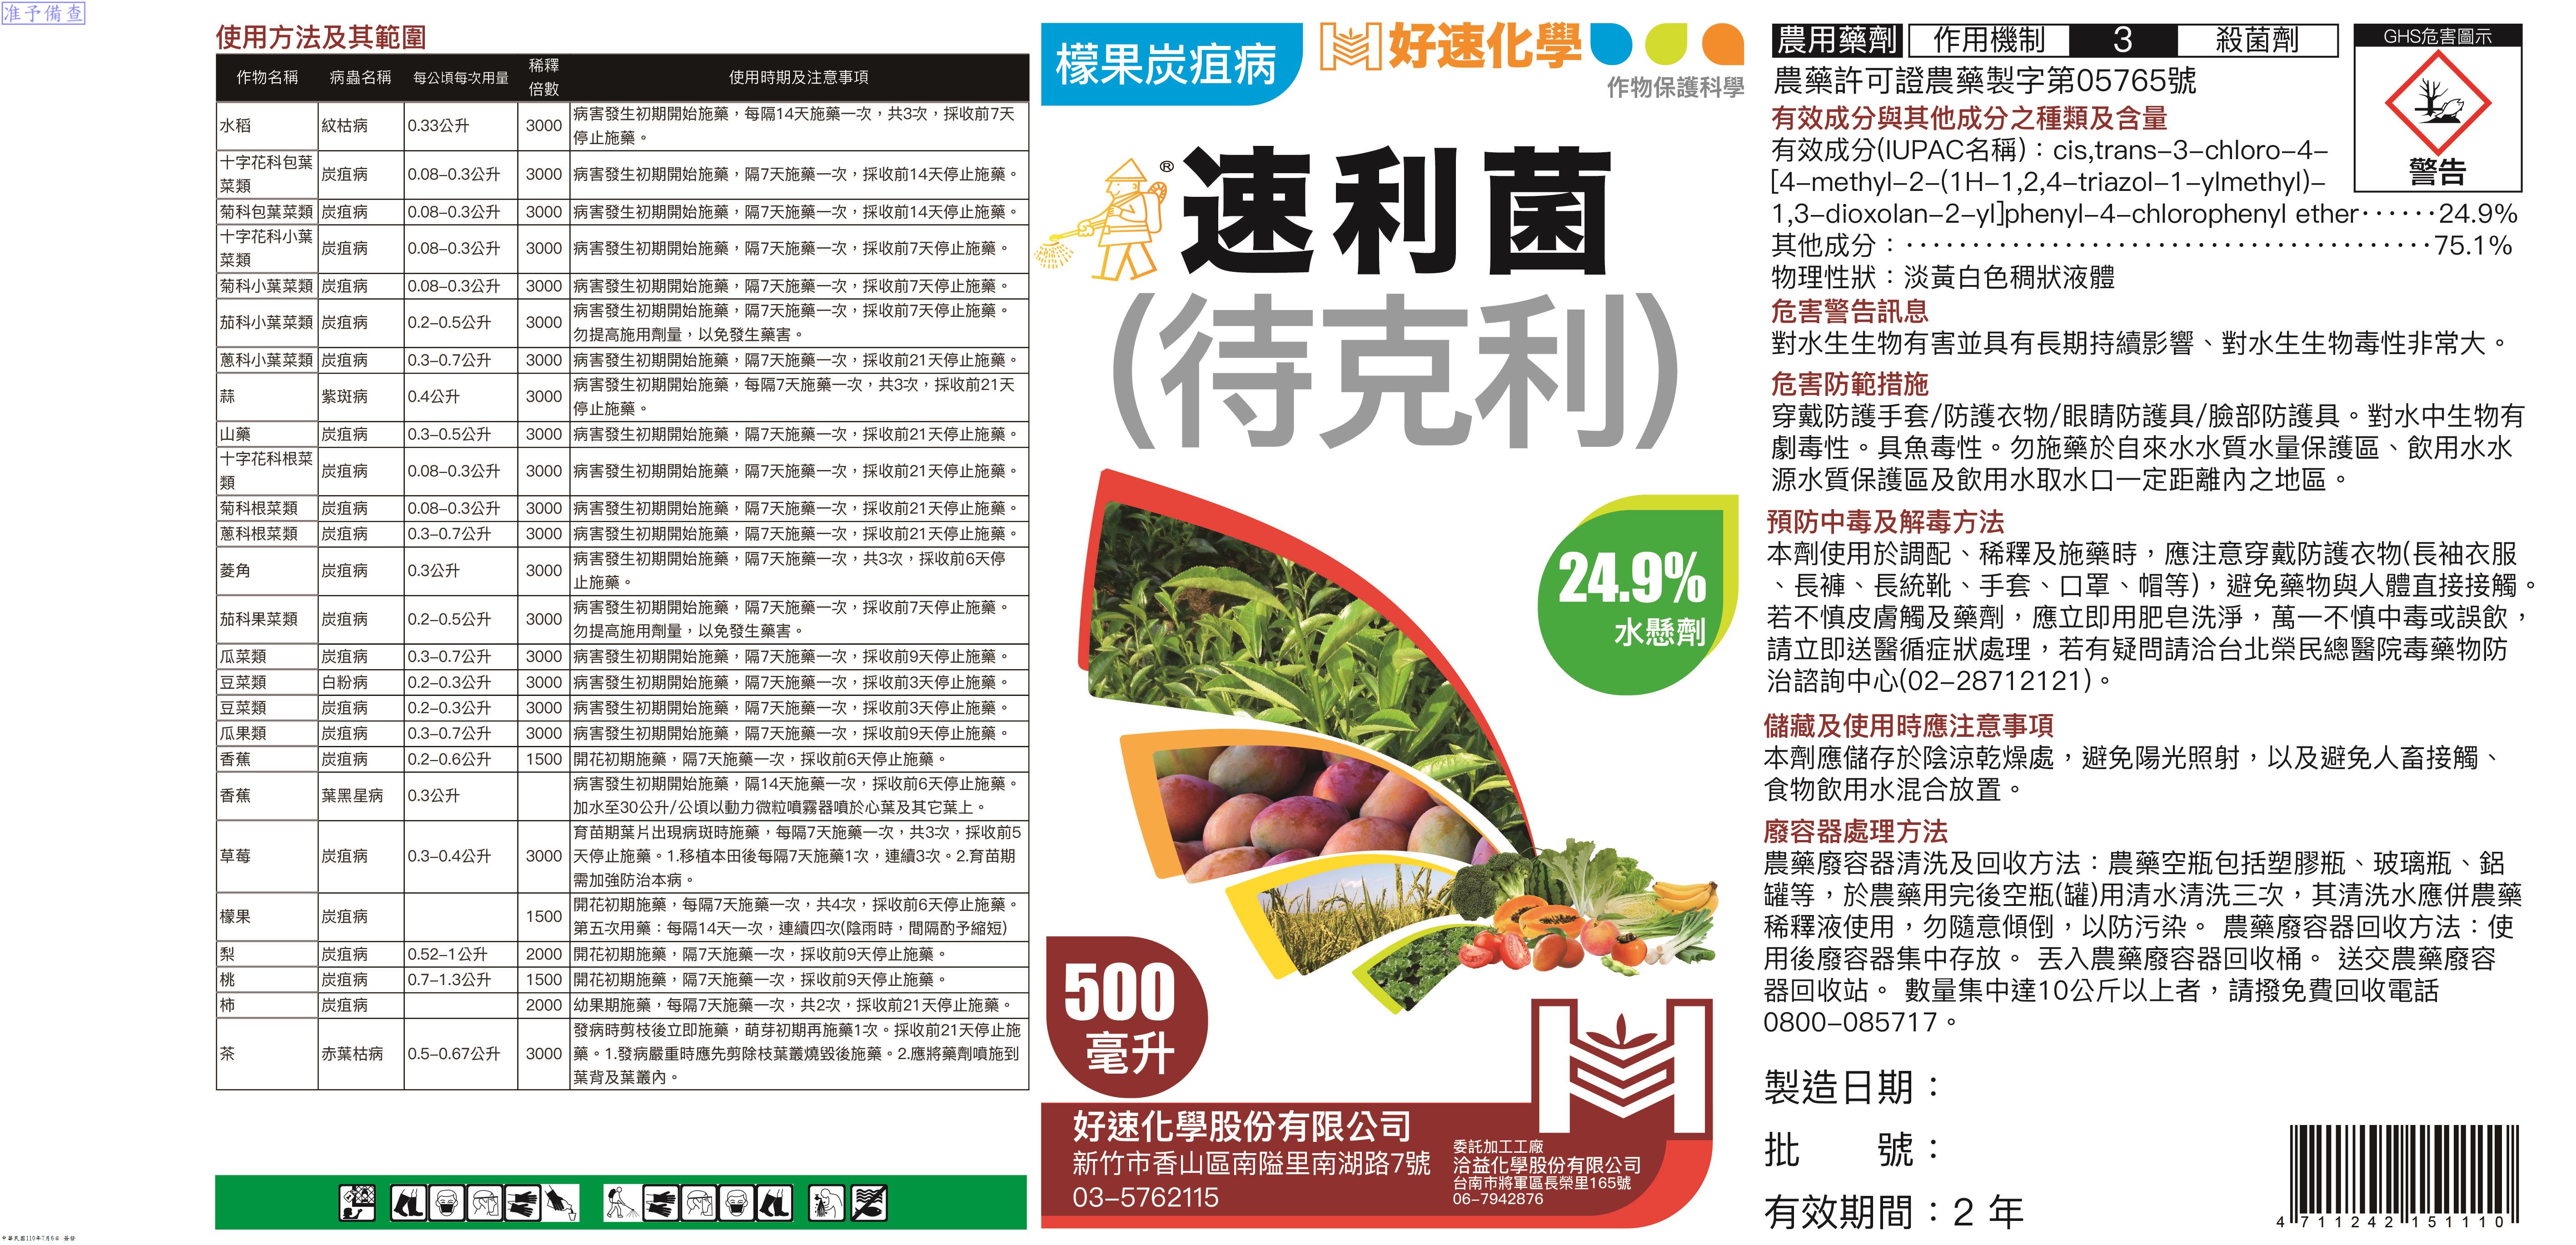 准予備查
使用方法及其範圍
作物名稱 病蟲名稱 每公頃每次用量 稀釋倍數 使用時期及注意事項
水稻 紋枯病 0.33公升 3000 病害發生初期開始施藥，每隔14天施藥一次，共3次，採收前7天
停止施藥。
十字花科包葉
菜類 炭疽病 0.08-0.3公升 3000 病害發生初期開始施藥，隔7天施藥一次，採收前14天停止施藥。
菊科包葉菜類 炭疽病 0.08-0.3公升 3000 病害發生初期開始施藥，隔7天施藥一次，採收前14天停止施藥。
十字花科小葉
菜類 炭疽病 0.08-0.3公升 3000 病害發生初期開始施藥，隔7天施藥一次，採收前7天停止施藥。
菊科小葉菜類 炭疽病 0.08-0.3公升 3000 病害發生初期開始施藥，隔7天施藥一次，採收前7天停止施藥。
茄科小葉菜類 炭疽病 0.2-0.5公升 3000 病害發生初期開始施藥，隔7天施藥一次，採收前7天停止施藥。
勿提高施用劑量，以免發生藥害。
蔥科小葉菜類 炭疽病 0.3-0.7公升 3000 病害發生初期開始施藥，隔7天施藥一次，採收前21天停止施藥。
蒜 紫斑病 0.4公升 3000 病害發生初期開始施藥，每隔7天施藥一次，共3次，採收前21天
停止施藥。
山藥 炭疽病 0.3-0.5公升 3000 病害發生初期開始施藥，隔7天施藥一次，採收前21天停止施藥。
十字花科根菜
類 炭疽病 0.08-0.3公升 3000 病害發生初期開始施藥，隔7天施藥一次，採收前21天停止施藥。
菊科根菜類 炭疽病 0.08-0.3公升 3000 病害發生初期開始施藥，隔7天施藥一次，採收前21天停止施藥。
蔥科根菜類 炭疽病 0.3-0.7公升 3000 病害發生初期開始施藥，隔7天施藥一次，採收前21天停止施藥。
菱角 炭疽病 0.3公升 3000 病害發生初期開始施藥，隔7天施藥一次，共3次，採收前6天停
止施藥。
茄科果菜類 炭疽病 0.2-0.5公升 3000 病害發生初期開始施藥，隔7天施藥一次，採收前7天停止施藥。
勿提高施用劑量，以免發生藥害。
瓜菜類 炭疽病 0.3-0.7公升 3000 病害發生初期開始施藥，隔7天施藥一次，採收前9天停止施藥。
豆菜類 白粉病 0.2-0.3公升 3000 病害發生初期開始施藥，隔7天施藥一次，採收前3天停止施藥。
豆菜類 炭疽病 0.2-0.3公升 3000 病害發生初期開始施藥，隔7天施藥一次，採收前3天停止施藥。
瓜果類 炭疽病 0.3-0.7公升 3000 病害發生初期開始施藥，隔7天施藥一次，採收前9天停止施藥。
香蕉 炭疽病 0.2-0.6公升 1500 開花初期施藥，隔7天施藥一次，採收前6天停止施藥。
香蕉 葉黑星病 0.3公升 病害發生初期開始施藥，隔14天施藥一次，採收前6天停止施藥。
加水至30公升/公頃以動力微粒噴霧器噴於心葉及其它葉上。
草莓 炭疽病 0.3-0.4公升 3000 育苗期葉片出現病斑時施藥，每隔7天施藥一次，共3次，採收前5
天停止施藥。1.移植本田後每隔7天施藥1次，連續3次。2.育苗期
需加強防治本病。
檬果 炭疽病 1500 開花初期施藥，每隔7天施藥一次，共4次，採收前6天停止施藥。
第五次用藥：每隔14天一次，連續四次(陰雨時，間隔酌予縮短)
梨 炭疽病 0.52-1公升 2000 開花初期施藥，隔7天施藥一次，採收前9天停止施藥。
桃 炭疽病 0.7-1.3公升 1500 開花初期施藥，隔7天施藥一次，採收前9天停止施藥。
柿 炭疽病 2000 幼果期施藥，每隔7天施藥一次，共2次，採收前21天停止施藥。
茶 赤葉枯病 0.5-0.67公升 3000 發病時剪枝後立即施藥，萌芽初期再施藥1次。採收前21天停止施
藥。1.發病嚴重時應先剪除枝葉叢燒毀後施藥。2.應將藥劑噴施到
葉背及葉叢內。
中華民國110年7月6日 簽發
檬果炭疽病
好速化學
作物保護科學
®
速利菌
(待克利)
24.9%
水懸劑
500
毫升
好速化學股份有限公司
新竹市香山區南隘里南湖路7號
03-5762115
委託加工工廠
洽益化學股份有限公司
台南市將軍區長榮里165號
06-7942876
農用藥劑 作用機制 3 殺菌劑
GHS危害圖示
警告
農藥許可證農藥製字第05765號
有效成分與其他成分之種類及含量
有效成分(IUPAC名稱)：cis,trans-3-chloro-4-
[4-methyl-2-(1H-1,2,4-triazol-1-ylmethyl)-
1,3-dioxolan-2-yl]phenyl-4-chlorophenyl ether······24.9%
其他成分：········································75.1%
物理性狀：淡黃白色稠狀液體
危害警告訊息
對水生生物有害並具有長期持續影響、對水生生物毒性非常大。
危害防範措施
穿戴防護手套/防護衣物/眼睛防護具/臉部防護具。對水中生物有
劇毒性。具魚毒性。勿施藥於自來水水質水量保護區、飲用水水
源水質保護區及飲用水取水口一定距離內之地區。
預防中毒及解毒方法
本劑使用於調配、稀釋及施藥時，應注意穿戴防護衣物(長袖衣服
、長褲、長統靴、手套、口罩、帽等)，避免藥物與人體直接接觸。
若不慎皮膚觸及藥劑，應立即用肥皂洗淨，萬一不慎中毒或誤飲，
請立即送醫循症狀處理，若有疑問請洽台北榮民總醫院毒藥物防
治諮詢中心(02-28712121)。
儲藏及使用時應注意事項
本劑應儲存於陰涼乾燥處，避免陽光照射，以及避免人畜接觸、
食物飲用水混合放置。
廢容器處理方法
農藥廢容器清洗及回收方法：農藥空瓶包括塑膠瓶、玻璃瓶、鋁
罐等，於農藥用完後空瓶(罐)用清水清洗三次，其清洗水應併農藥
稀釋液使用，勿隨意傾倒，以防污染。 農藥廢容器回收方法：使
用後廢容器集中存放。 丟入農藥廢容器回收桶。 送交農藥廢容
器回收站。 數量集中達10公斤以上者，請撥免費回收電話
0800-085717。
製造日期：
批 號：
有效期間：2 年
4 711242 151110